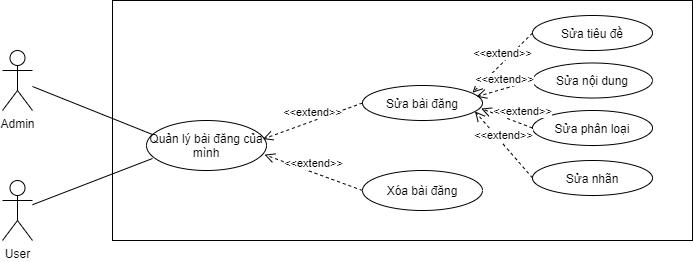 Sửa tiêu đề
<<extend>>
Admin
Sửa nội dung
<<extend>>
Sửa bài đăng
<<extend>>
<<extend>>
Sửa phân loại
<<extend>>
Quản lý bài đăng của
mình
<<extend>>
Sửa nhãn
Xóa bài đăng
User